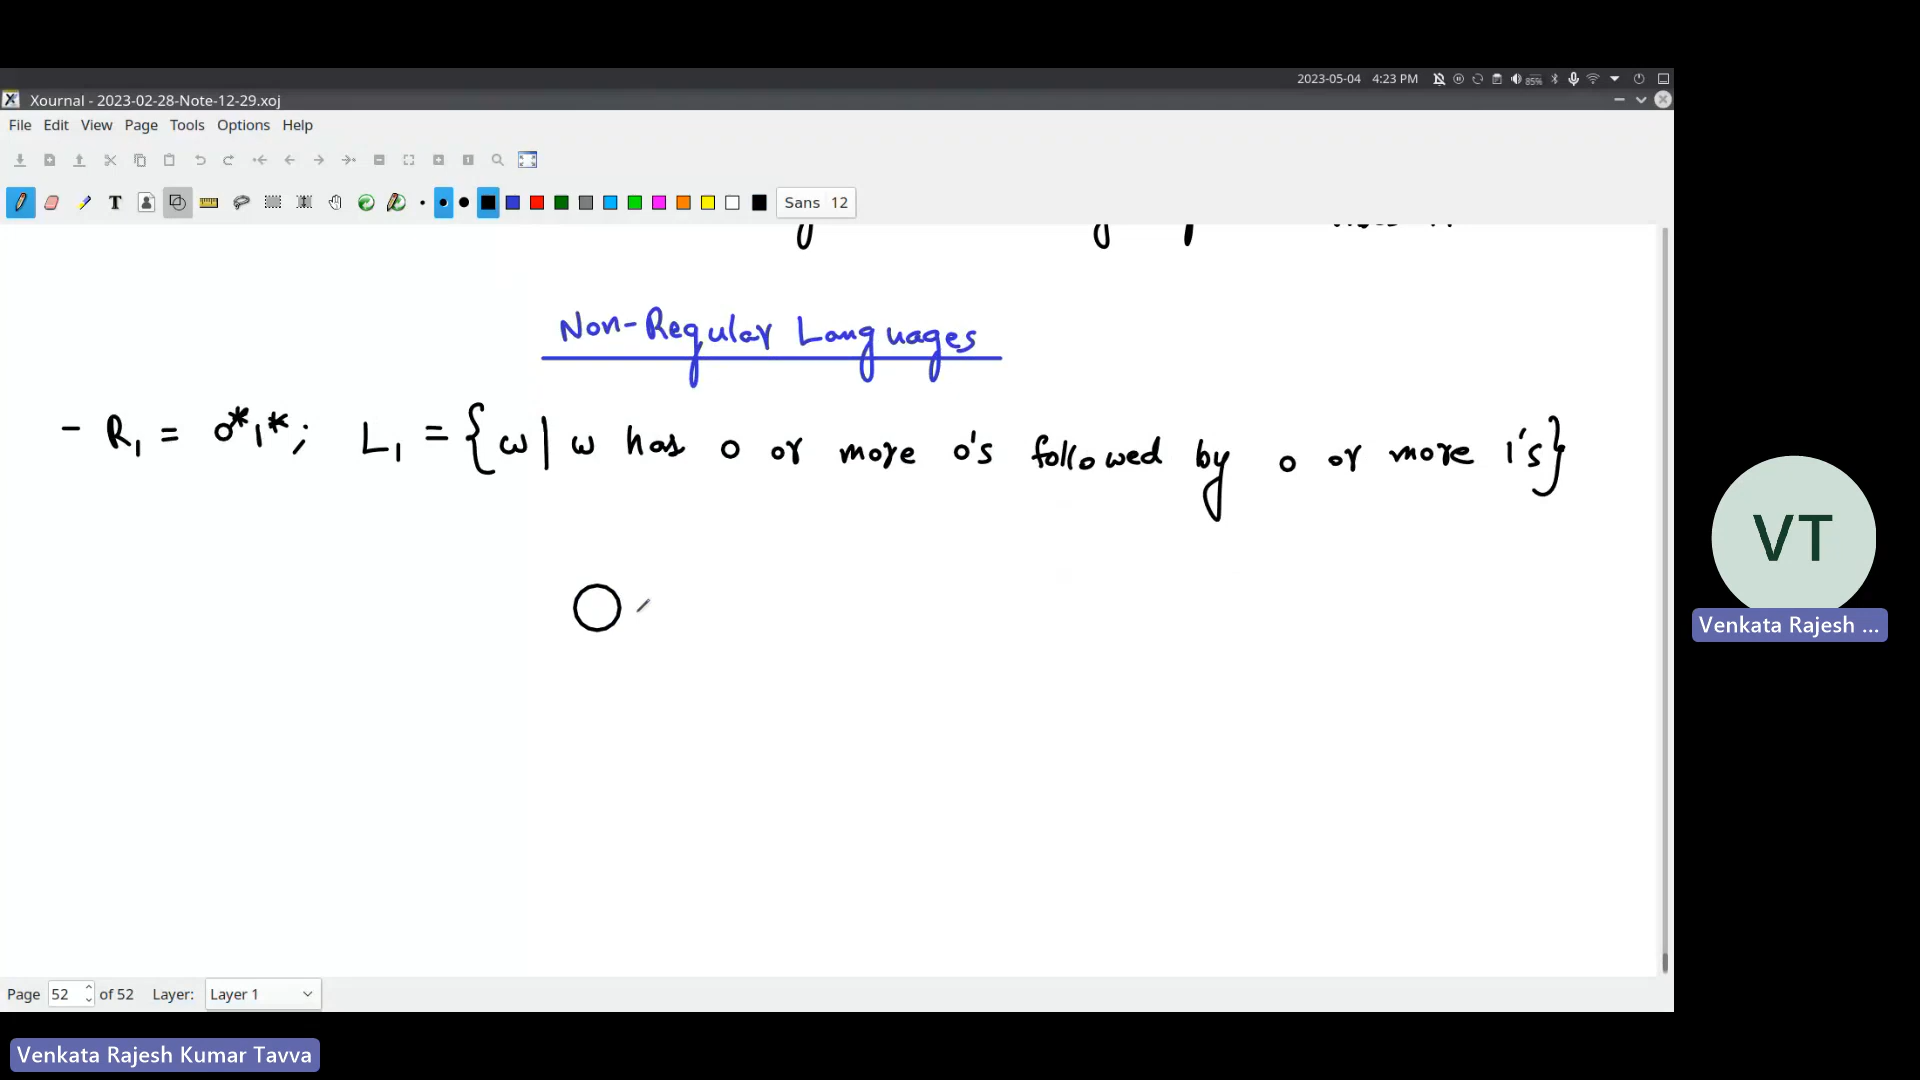 2023-05-04 4:23 PM 85%
Xournal - 2023-02-28-Note-12-29.xoj
File Edit View Page Tools Options Help
T Sans 12
Non-Regular Languages
- R₁ = 0*1*; L₁ = {ω | ω has 0 or more 0's followed by 0 or more 1's}
VT
Venkata Rajesh ...
Page 52 of 52 Layer: Layer 1
Venkata Rajesh Kumar Tavva